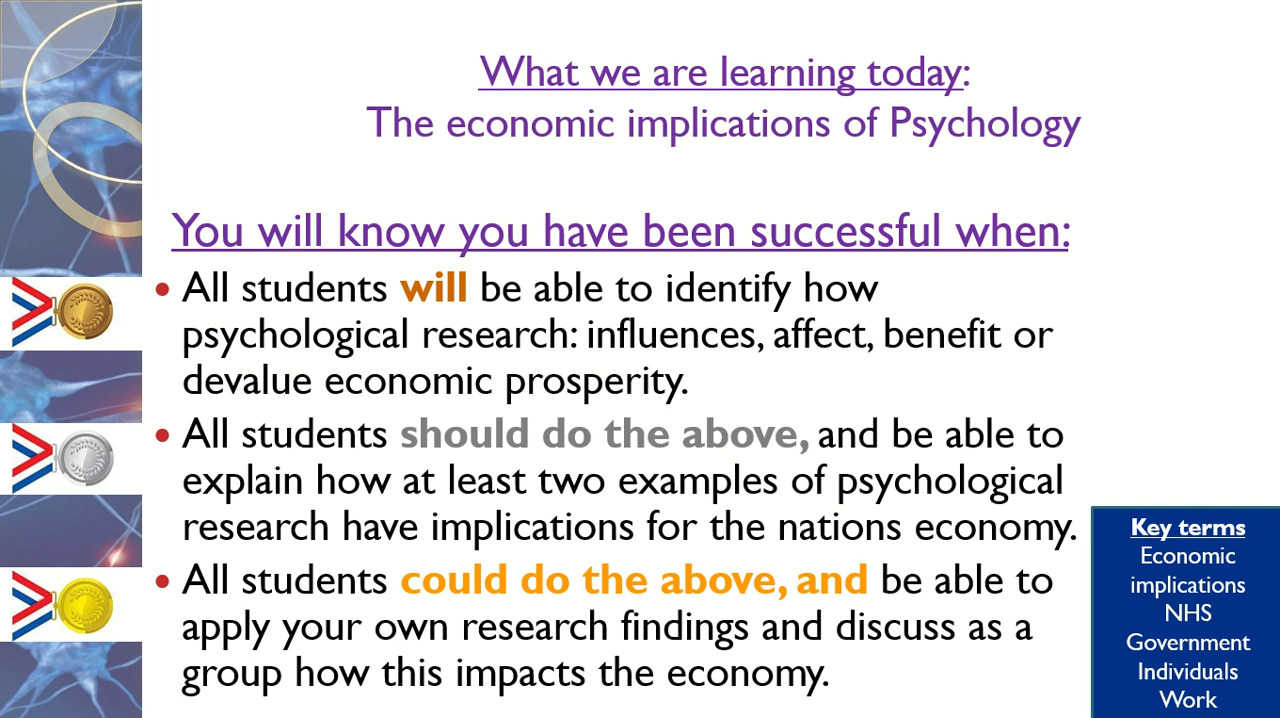 What we are learning today:
The economic implications of Psychology
You will know you have been successful when:
• All students will be able to identify how
psychological research: influences, affect, benefit or
devalue economic prosperity.
• All students should do the above, and be able to
explain how at least two examples of psychological
research have implications for the nations economy.
• All students could do the above, and be able to
apply your own research findings and discuss as a
group how this impacts the economy.
Key terms
Economic
implications
NHS
Government
Individuals
Work